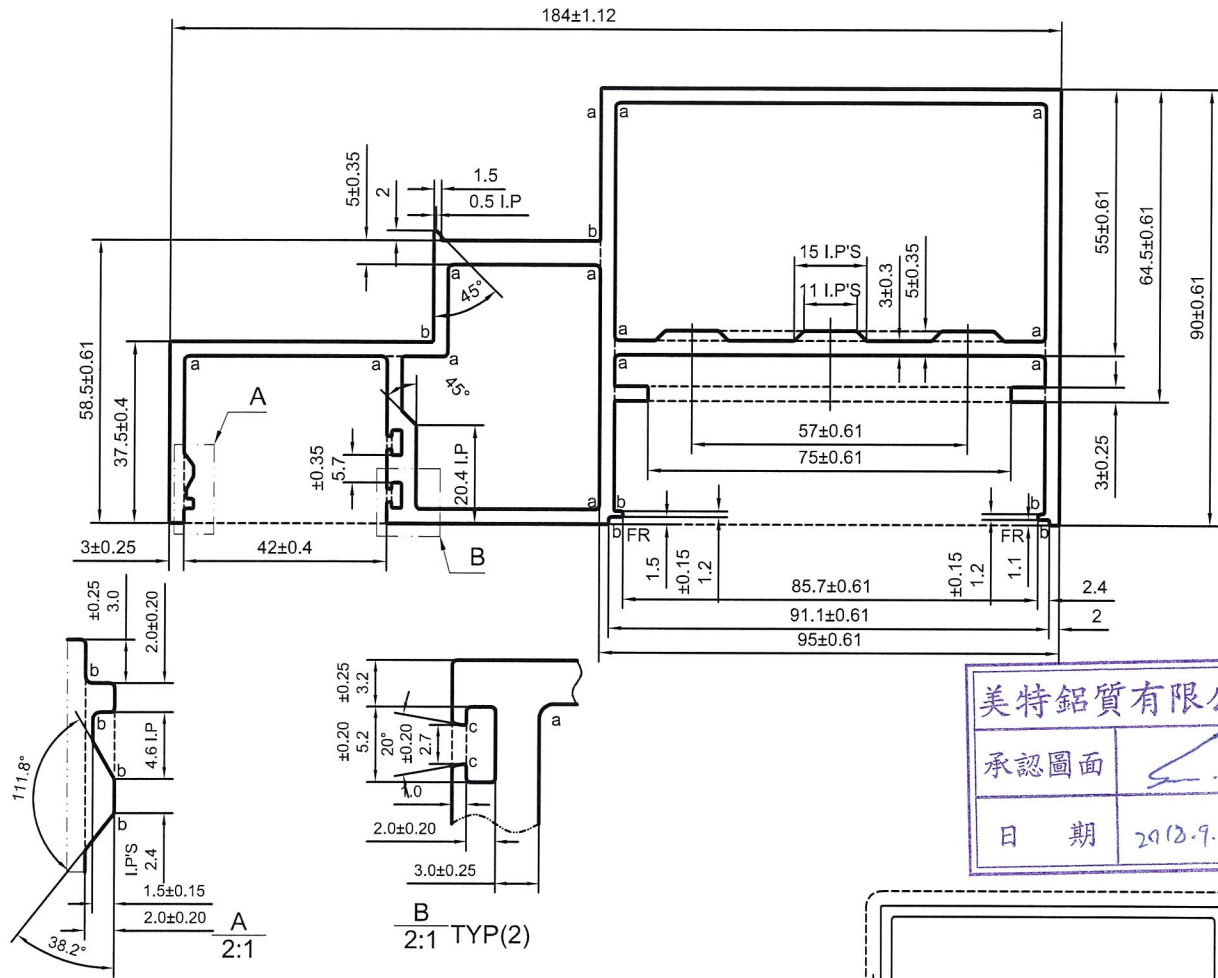 184±1.12
a
a
a
b
a
a
b
a
a
a
a
a
a
a
a
b
b
b FR
FR b
5±0.35
2
1.5
0.5 I.P
45°
15 I.P'S
11 I.P'S
3±0.3
5±0.35
55±0.61
64.5±0.61
90±0.61
58.5±0.61
37.5±0.4
A
±0.35
5.7
45°
20.4 I.P
57±0.61
75±0.61
3±0.25
3±0.25
42±0.4
B
1.5
±0.15
1.2
±0.15
1.2
1.1
85.7±0.61
2.4
91.1±0.61
2
95±0.61
±0.25
3.0
2.0±0.20
b
b
4.6 I.P
111.8°
b
b
I.P'S
2.4
1.5±0.15
2.0±0.20
38.2°
A
2:1
±0.25
3.2
±0.20
5.2
20°
±0.20
2.7
c
c
a
1.0
2.0±0.20
3.0±0.25
B
2:1 TYP(2)
美特鋁質有限
承認圖面
日 期